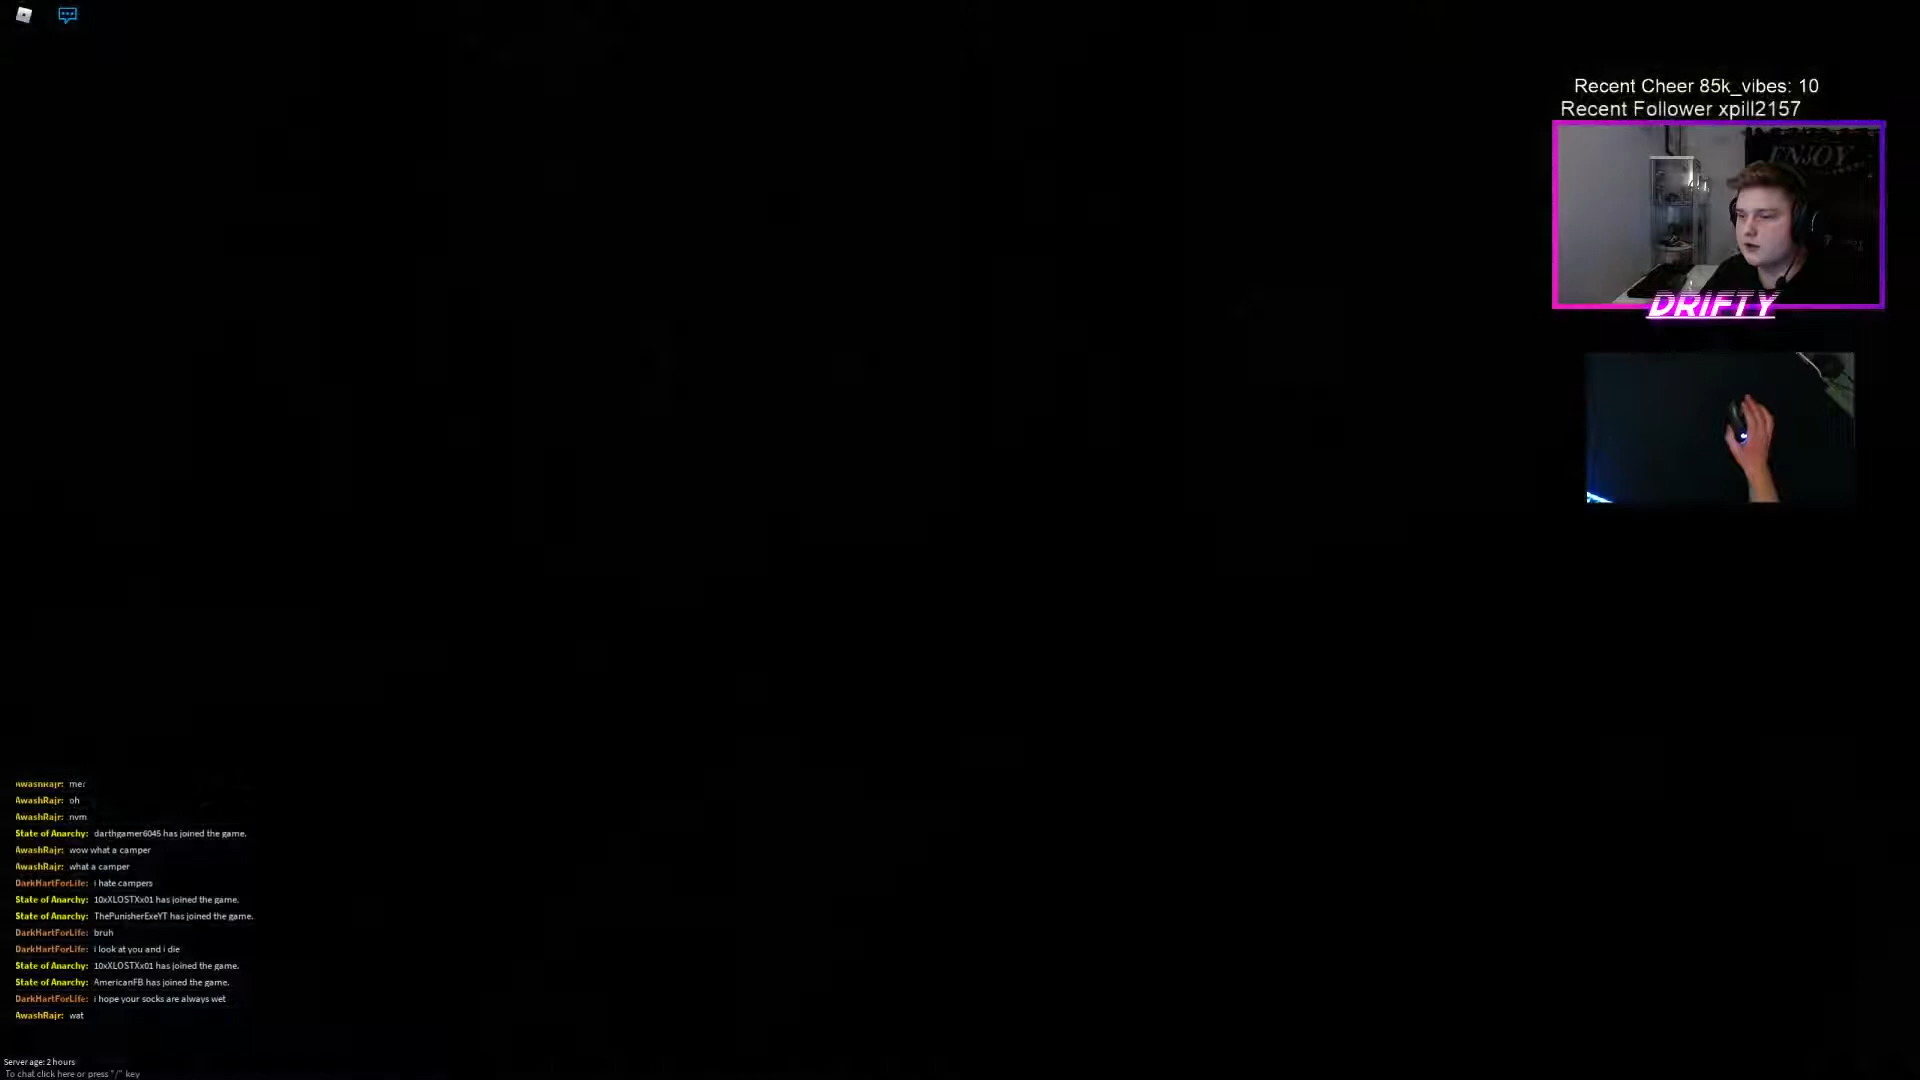 Recent Cheer 85k_vibes: 10
Recent Follower xpill2157
ENJOY
DRIFTY
AwashRajr: me?
AwashRajr: oh
AwashRajr: nvm
State of Anarchy: darthgamer6045 has joined the game.
AwashRajr: wow what a camper
AwashRajr: what a camper
DarkHartForLife: i hate campers
State of Anarchy: 10xXLOSTXx01 has joined the game.
State of Anarchy: ThePunisherExeYT has joined the game.
DarkHartForLife: bruh
DarkHartForLife: i look at you and i die
State of Anarchy: 10xXLOSTXx01 has joined the game.
State of Anarchy: AmericanFB has joined the game.
DarkHartForLife: i hope your socks are always wet
AwashRajr: wat
Server age: 2 hours
To chat click here or press "/" key